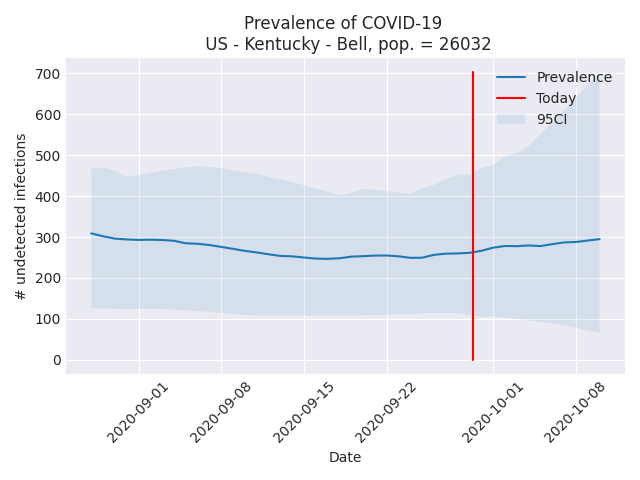 Prevalence of COVID-19
US - Kentucky - Bell, pop. = 26032
# undetected infections
700
600
500
400
300
200
100
0
Prevalence
Today
95CI
2020-09-01
2020-09-08
2020-09-15
2020-09-22
2020-10-01
2020-10-08
Date